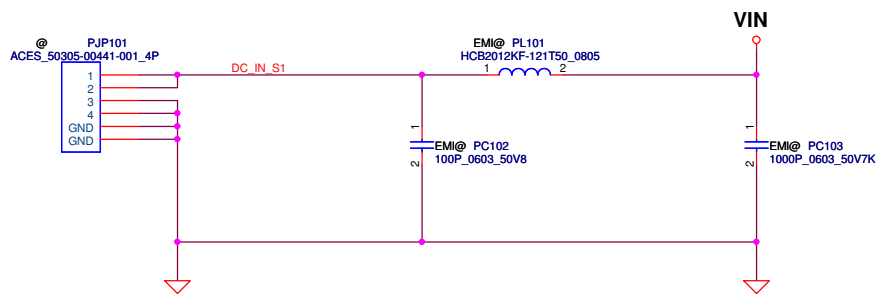 VIN
@ PJP101
ACES_50305-00441-001_4P
EMI@ PL101
HCB2012KF-121T50_0805
DC_IN_S1
1 2
1
2
3
4
GND
GND
1
EMI@ PC102
2 100P_0603_50V8
1
EMI@ PC103
2 1000P_0603_50V7K